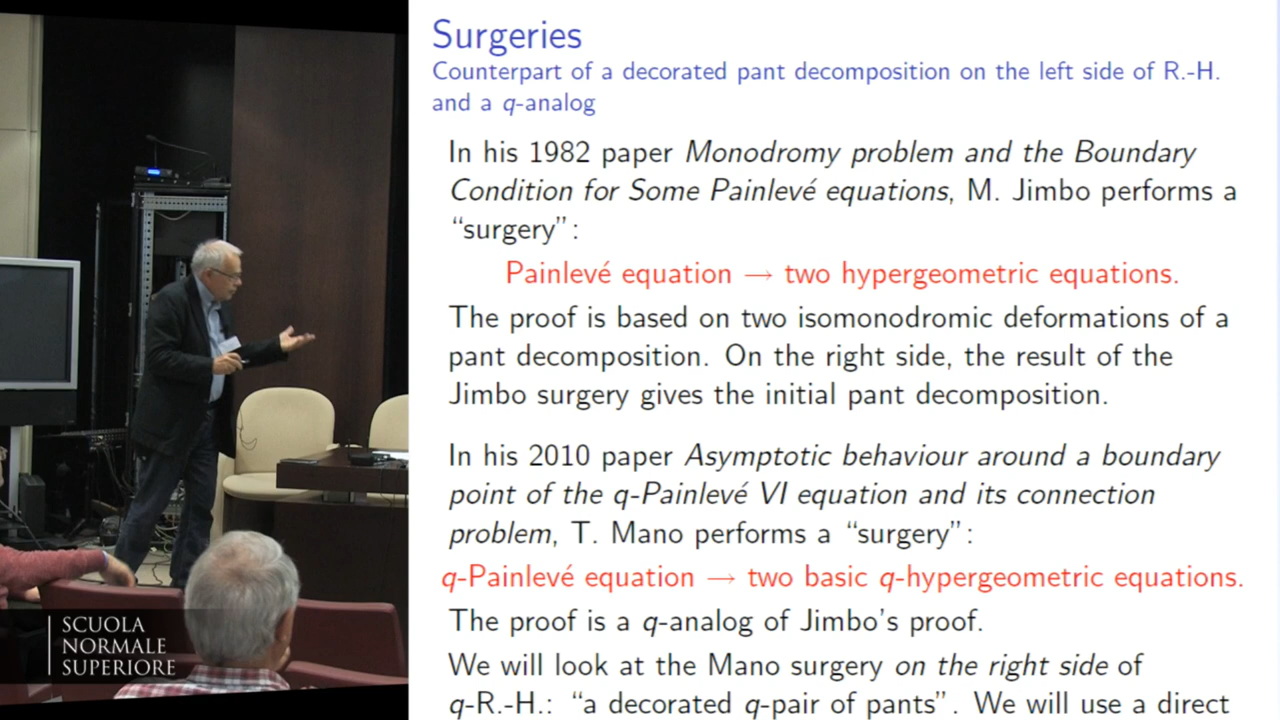 Surgeries
Counterpart of a decorated pant decomposition on the left side of R.-H.
and a q-analog
In his 1982 paper Monodromy problem and the Boundary
Condition for Some Painlevé equations, M. Jimbo performs a
“surgery”:
Painlevé equation → two hypergeometric equations.
The proof is based on two isomonodromic deformations of a
pant decomposition. On the right side, the result of the
Jimbo surgery gives the initial pant decomposition.
In his 2010 paper Asymptotic behaviour around a boundary
point of the q-Painlevé VI equation and its connection
problem, T. Mano performs a “surgery”:
q-Painlevé equation → two basic q-hypergeometric equations.
The proof is a q-analog of Jimbo's proof.
We will look at the Mano surgery on the right side of
q-R.-H.: “a decorated q-pair of pants”. We will use a direct
SCUOLA
NORMALE
SUPERIORE